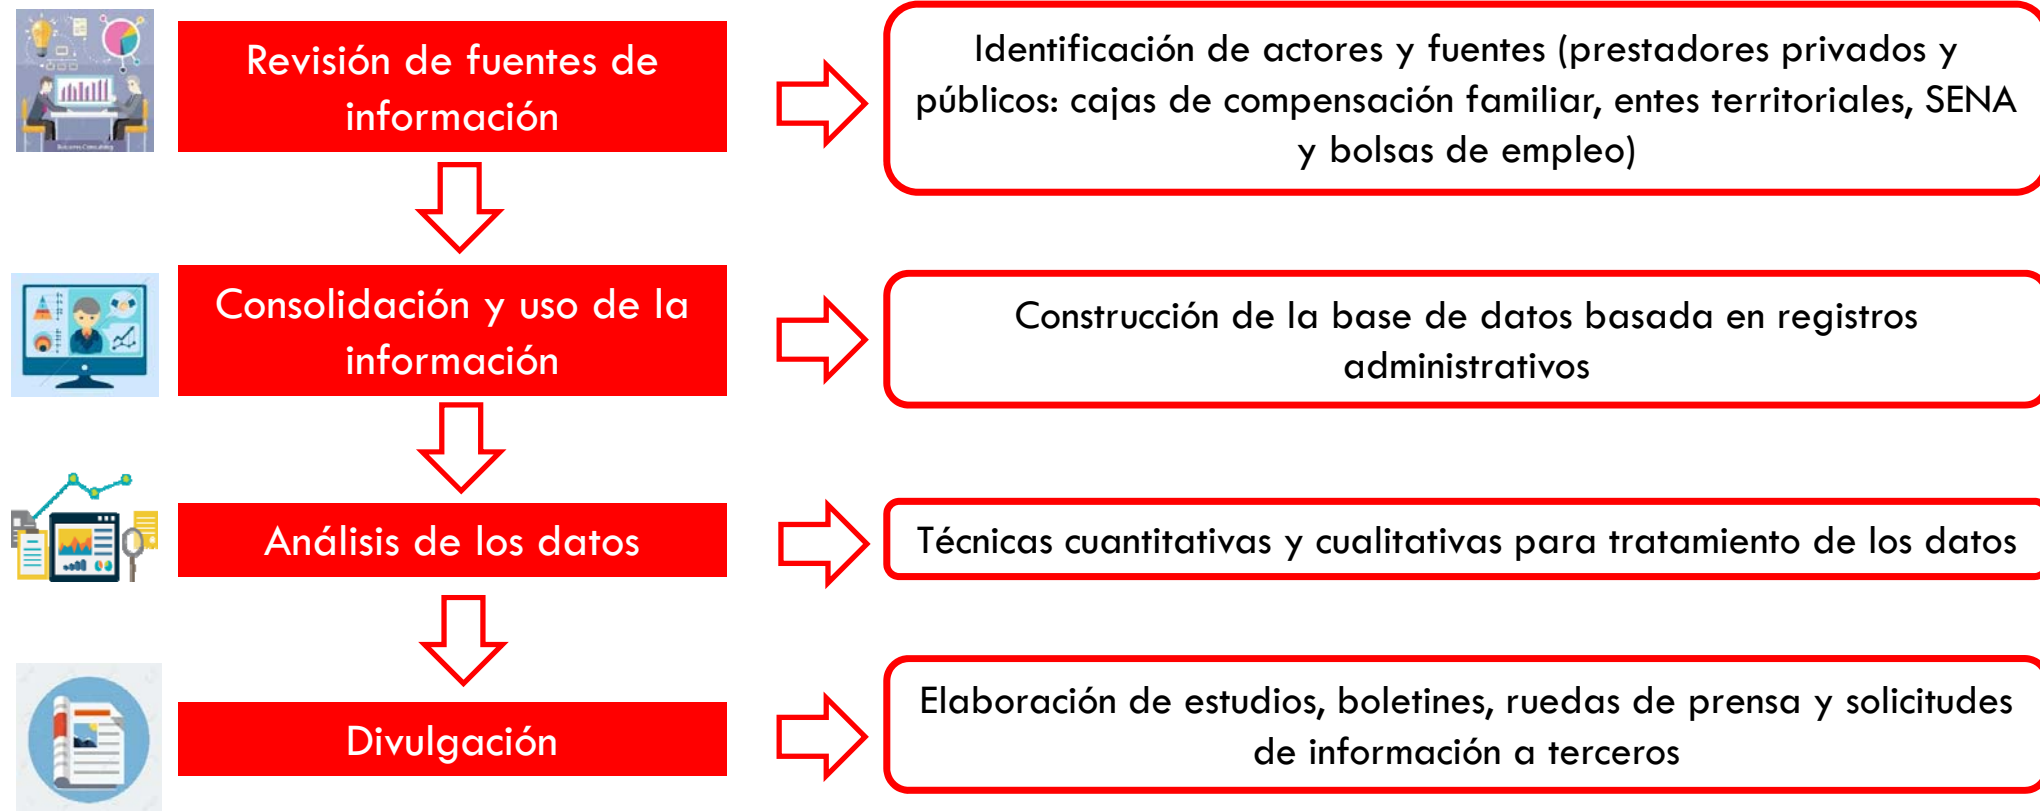 Revisión de fuentes de
información
Identificación de actores y fuentes (prestadores privados y
públicos: cajas de compensación familiar, entes territoriales, SENA
y bolsas de empleo)
Consolidación y uso de la
información
Construcción de la base de datos basada en registros
administrativos
Análisis de los datos
Técnicas cuantitativas y cualitativas para tratamiento de los datos
Divulgación
Elaboración de estudios, boletines, ruedas de prensa y solicitudes
de información a terceros